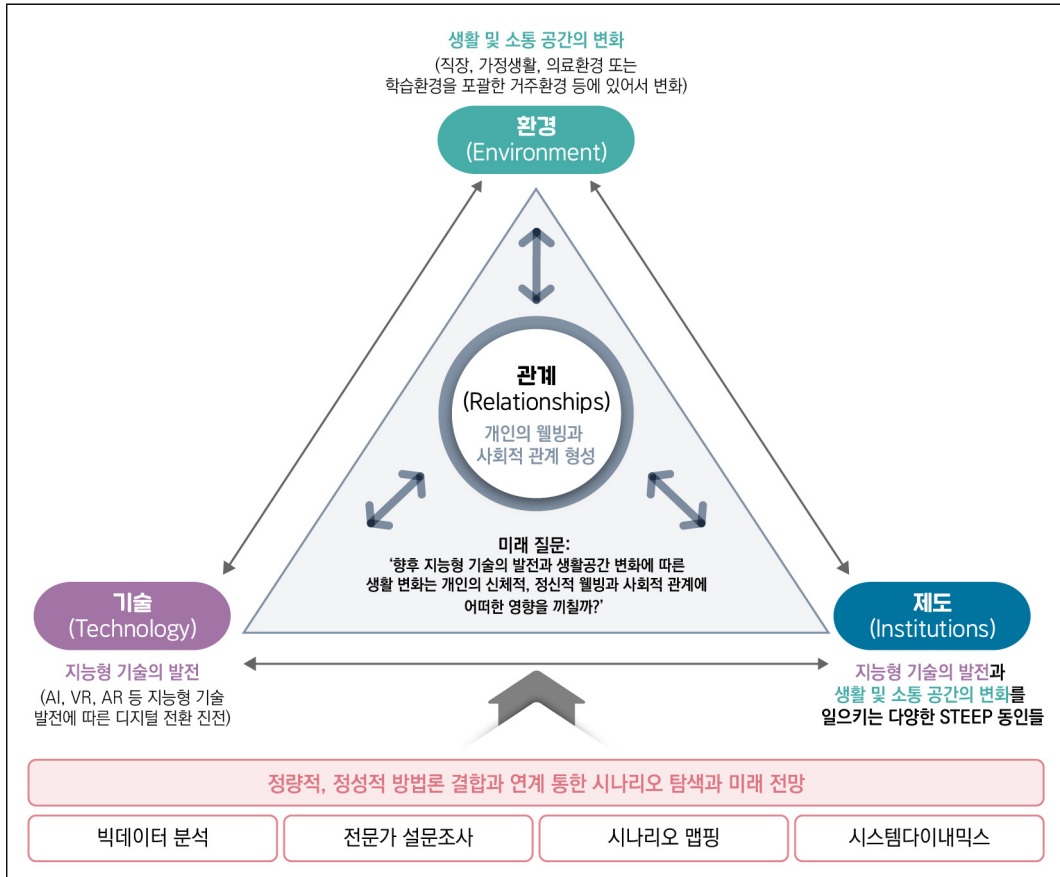 생활 및 소통 공간의 변화
(직장, 가정생활, 의료환경 또는
학습환경을 포괄한 거주환경 등에 있어서 변화)
환경
(Environment)
관계
(Relationships)
개인의 웰빙과
사회적 관계 형성
미래 질문:
‘향후 지능형 기술의 발전과 생활공간 변화에 따른
생활 변화는 개인의 신체적, 정신적 웰빙과 사회적 관계에
어떠한 영향을 끼칠까?’
기술
(Technology)
지능형 기술의 발전
(AI, VR, AR 등 지능형 기술
발전에 따른 디지털 전환 진전)
제도
(Institutions)
지능형 기술의 발전과
생활 및 소통 공간의 변화를
일으키는 다양한 STEEP 동인들
정량적, 정성적 방법론 결합과 연계 통한 시나리오 탐색과 미래 전망
빅데이터 분석
전문가 설문조사
시나리오 맵핑
시스템다이내믹스